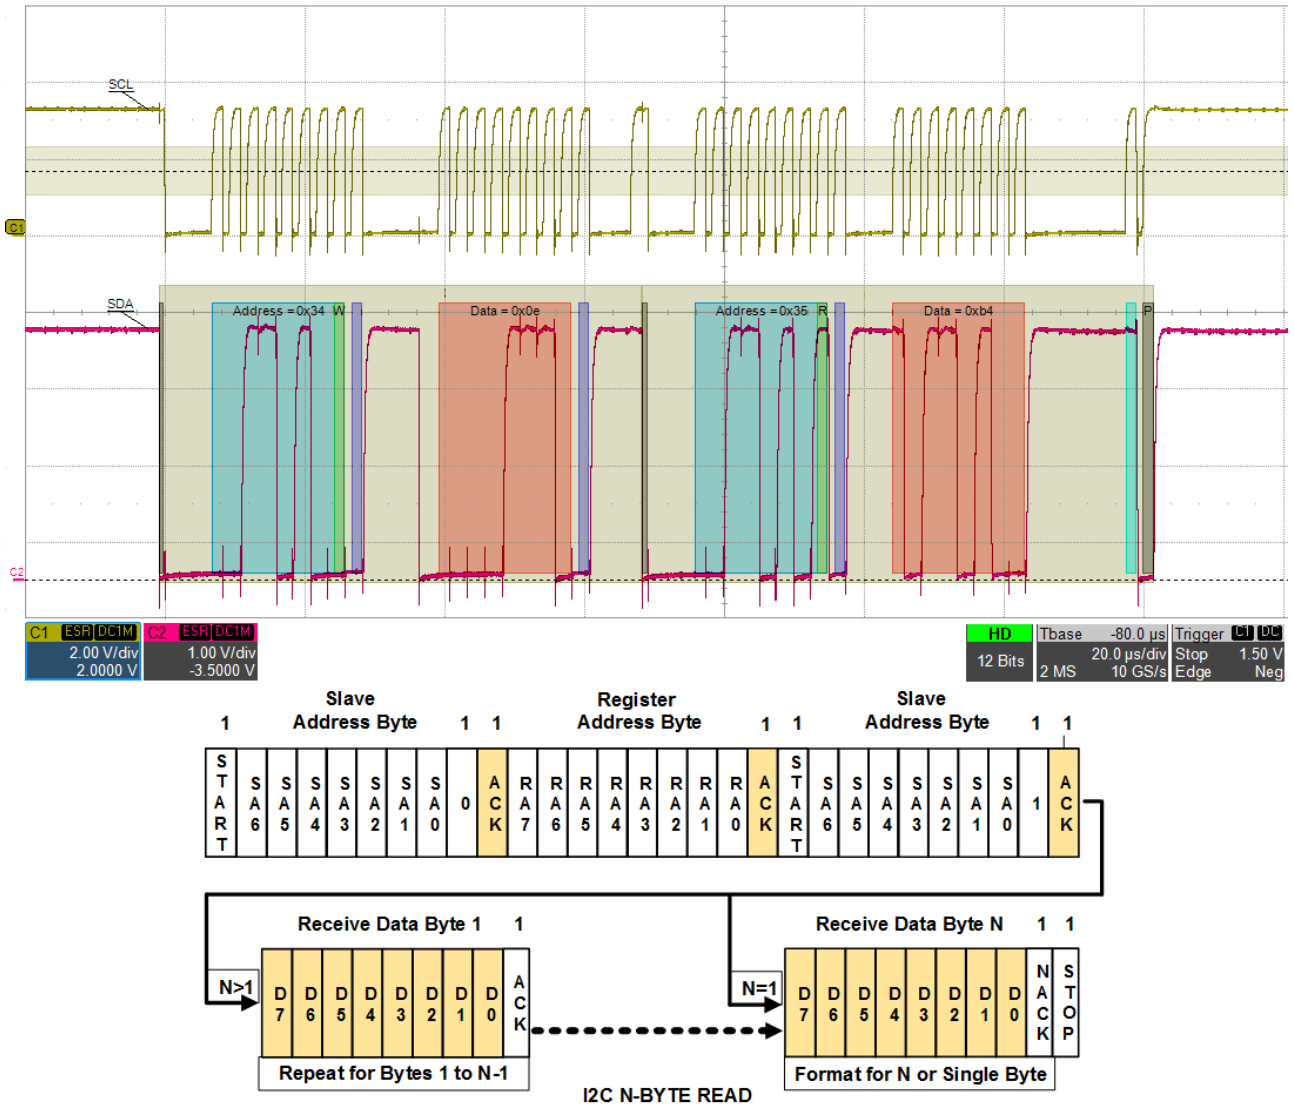 SCL
C1
SDA
Address = 0x34 W
Data = 0x0e
Address = 0x35 R
Data = 0xb4
P
C2
C1 ESR DC1M
2.00 V/div
2.0000 V
C2 ESR DC1M
1.00 V/div
-3.5000 V
HD
12 Bits
Tbase -80.0 µs
20.0 µs/div
2 MS 10 GS/s
Trigger C1 DC
Stop 1.50 V
Edge Neg
Slave Register Slave
1 Address Byte 1 1 Address Byte 1 1 Address Byte 1 1
START SA6 SA5 SA4 SA3 SA2 SA1 SA0 0 ACK RA7 RA6 RA5 RA4 RA3 RA2 RA1 RA0 ACK START SA6 SA5 SA4 SA3 SA2 SA1 SA0 1 ACK
Receive Data Byte 1 1
N>1
D7 D6 D5 D4 D3 D2 D1 D0 ACK
Repeat for Bytes 1 to N-1
Receive Data Byte N 1 1
N=1
D7 D6 D5 D4 D3 D2 D1 D0 NACK STOP
Format for N or Single Byte
I2C N-BYTE READ